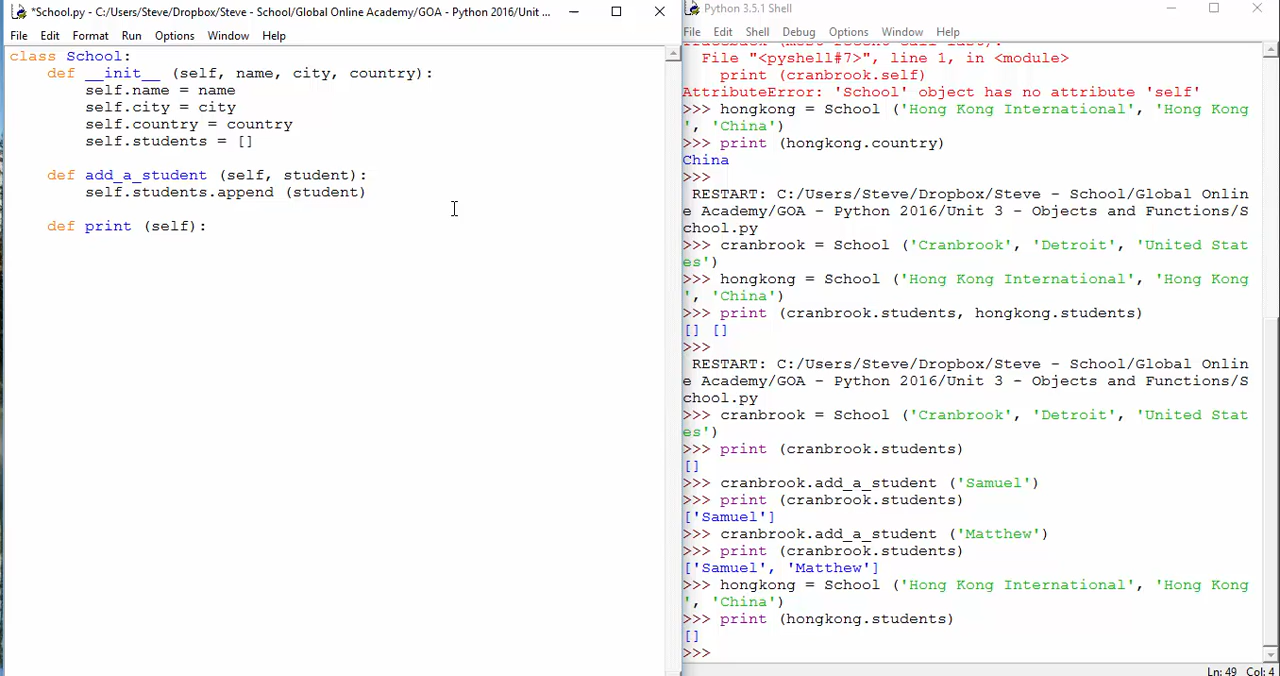 *School.py - C:/Users/Steve/Dropbox/Steve - School/Global Online Academy/GOA - Python 2016/Unit ...
File Edit Format Run Options Window Help
class School:
    def __init__ (self, name, city, country):
        self.name = name
        self.city = city
        self.country = country
        self.students = []
    def add_a_student (self, student):
        self.students.append (student)
    def print (self):
Python 3.5.1 Shell
File Edit Shell Debug Options Window Help
File "<pyshell#7>", line 1, in <module>
    print (cranbrook.self)
AttributeError: 'School' object has no attribute 'self'
>>> hongkong = School ('Hong Kong International', 'Hong Kong
', 'China')
>>> print (hongkong.country)
China
>>>
 RESTART: C:/Users/Steve/Dropbox/Steve - School/Global Onlin
e Academy/GOA - Python 2016/Unit 3 - Objects and Functions/S
chool.py
>>> cranbrook = School ('Cranbrook', 'Detroit', 'United Stat
es')
>>> hongkong = School ('Hong Kong International', 'Hong Kong
', 'China')
>>> print (cranbrook.students, hongkong.students)
[] []
>>>
 RESTART: C:/Users/Steve/Dropbox/Steve - School/Global Onlin
e Academy/GOA - Python 2016/Unit 3 - Objects and Functions/S
chool.py
>>> cranbrook = School ('Cranbrook', 'Detroit', 'United Stat
es')
>>> print (cranbrook.students)
[]
>>> cranbrook.add_a_student ('Samuel')
>>> print (cranbrook.students)
['Samuel']
>>> cranbrook.add_a_student ('Matthew')
>>> print (cranbrook.students)
['Samuel', 'Matthew']
>>> hongkong = School ('Hong Kong International', 'Hong Kong
', 'China')
>>> print (hongkong.students)
[]
>>>
Ln: 49 Col: 4